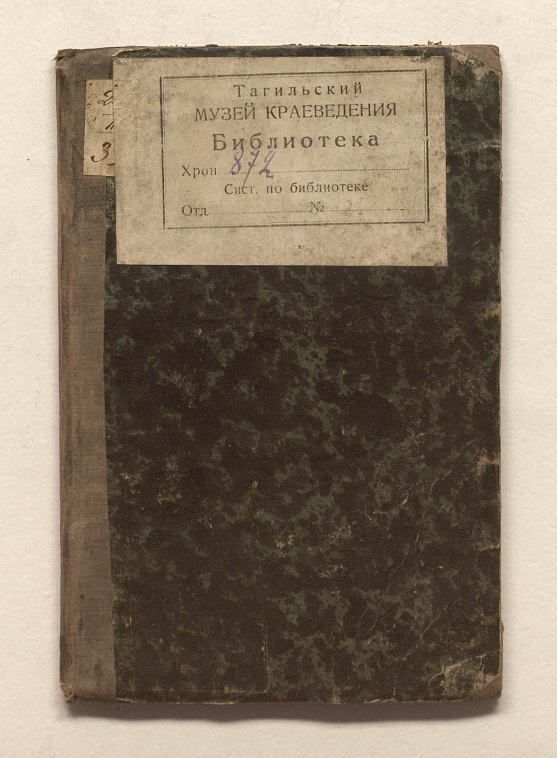 Тагильский
МУЗЕЙ КРАЕВЕДЕНИЯ
Библиотека
Хрон. 872
Сист. по библиотеке
Отд. №